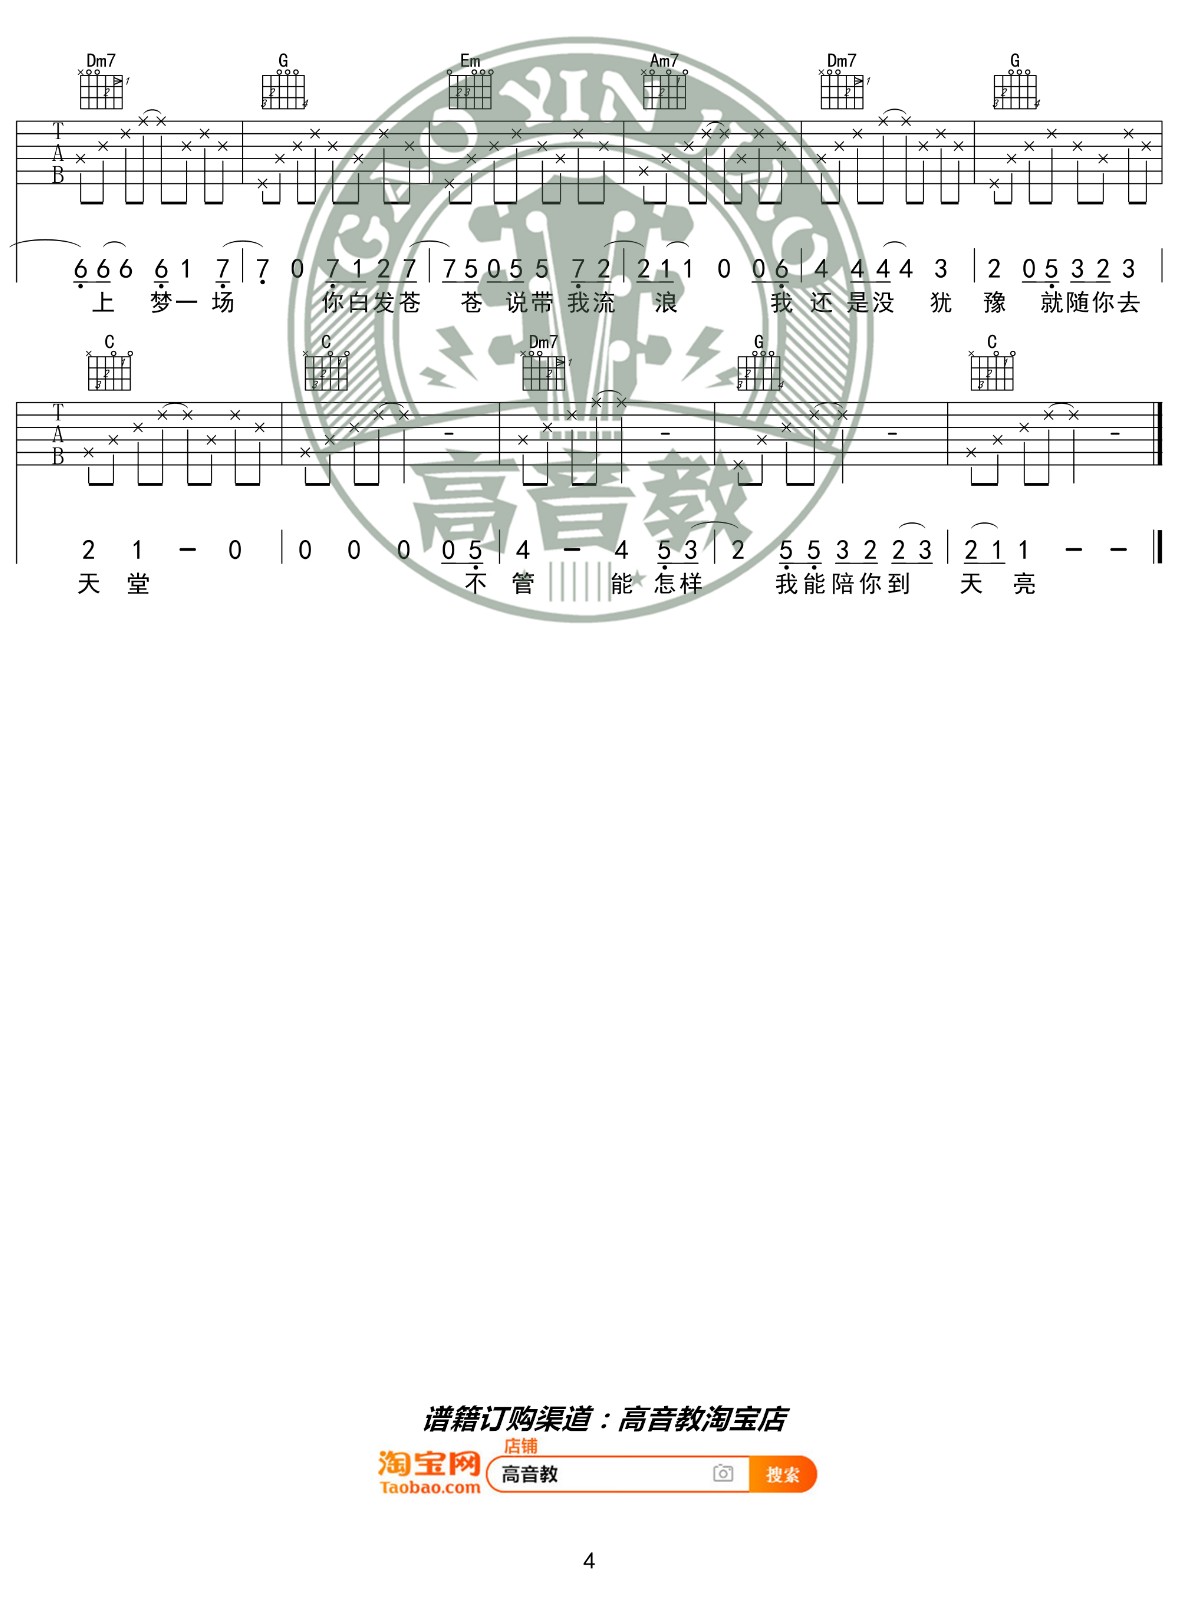 Dm7 G Em Am7 Dm7 G
GAO YIN JIAO
T A B
6 6 6 6 1 7 | 7 0 7 1 2 7 | 7 5 0 5 5 7 2 | 2 1 1 0 0 6 | 4 4 4 4 3 | 2 0 5 3 2 3 |
上 梦一 场 你白发苍 苍 说带我流 浪 我 还是没 犹 豫 就随你去
C C Dm7 G C
T A B
高音教
2 1 – 0 | 0 0 0 0 5 | 4 – 4 5 3 | 2 5 5 3 2 2 3 | 2 1 1 – –
天 堂 不 管 能 怎样 我能陪你到 天 亮
谱籍订购渠道：高音教淘宝店
店铺
淘宝网 高音教 搜索
Taobao.com
4